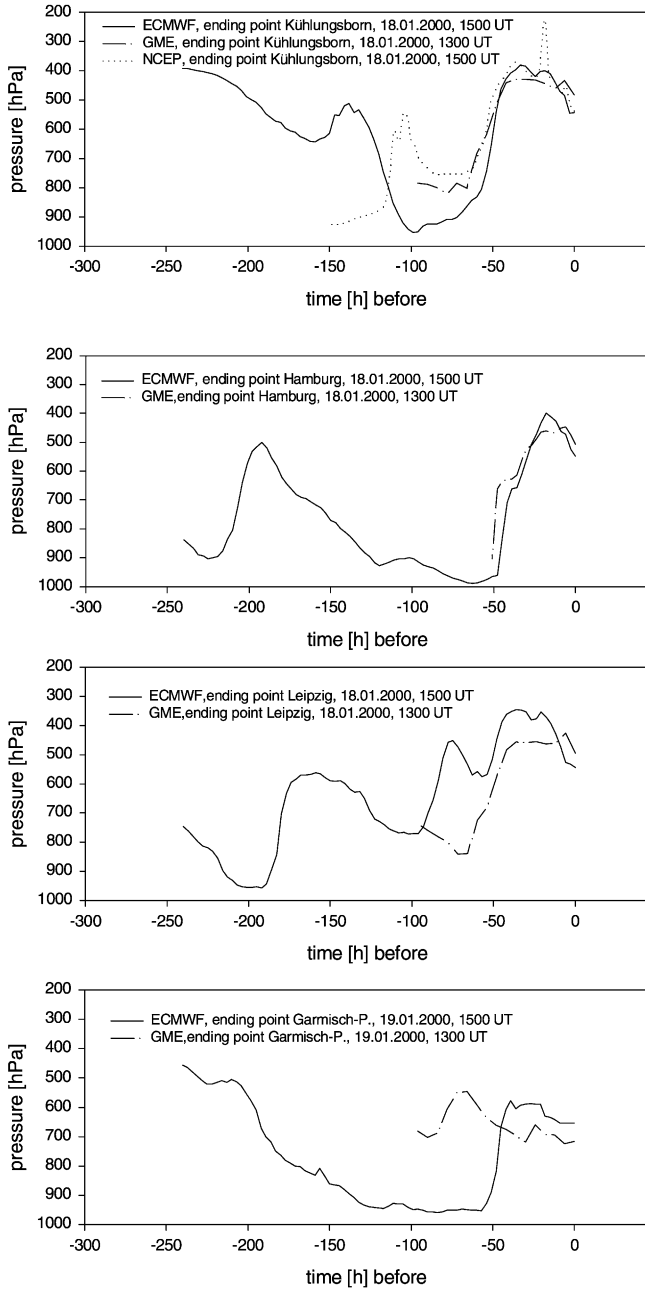 200
300
400
500
600
700
800
900
1000
pressure [hPa]
ECMWF, ending point Kühlungsborn, 18.01.2000, 1500 UT
GME, ending point Kühlungsborn, 18.01.2000, 1300 UT
NCEP, ending point Kühlungsborn, 18.01.2000, 1500 UT
-300 -250 -200 -150 -100 -50 0
time [h] before
200
300
400
500
600
700
800
900
1000
pressure [hPa]
ECMWF, ending point Hamburg, 18.01.2000, 1500 UT
GME,ending point Hamburg, 18.01.2000, 1300 UT
-300 -250 -200 -150 -100 -50 0
time [h] before
200
300
400
500
600
700
800
900
1000
pressure [hPa]
ECMWF,ending point Leipzig, 18.01.2000, 1500 UT
GME,ending point Leipzig, 18.01.2000, 1300 UT
-300 -250 -200 -150 -100 -50 0
time [h] before
200
300
400
500
600
700
800
900
1000
pressure [hPa]
ECMWF, ending point Garmisch-P., 19.01.2000, 1500 UT
GME,ending point Garmisch-P., 19.01.2000, 1300 UT
-300 -250 -200 -150 -100 -50 0
time [h] before